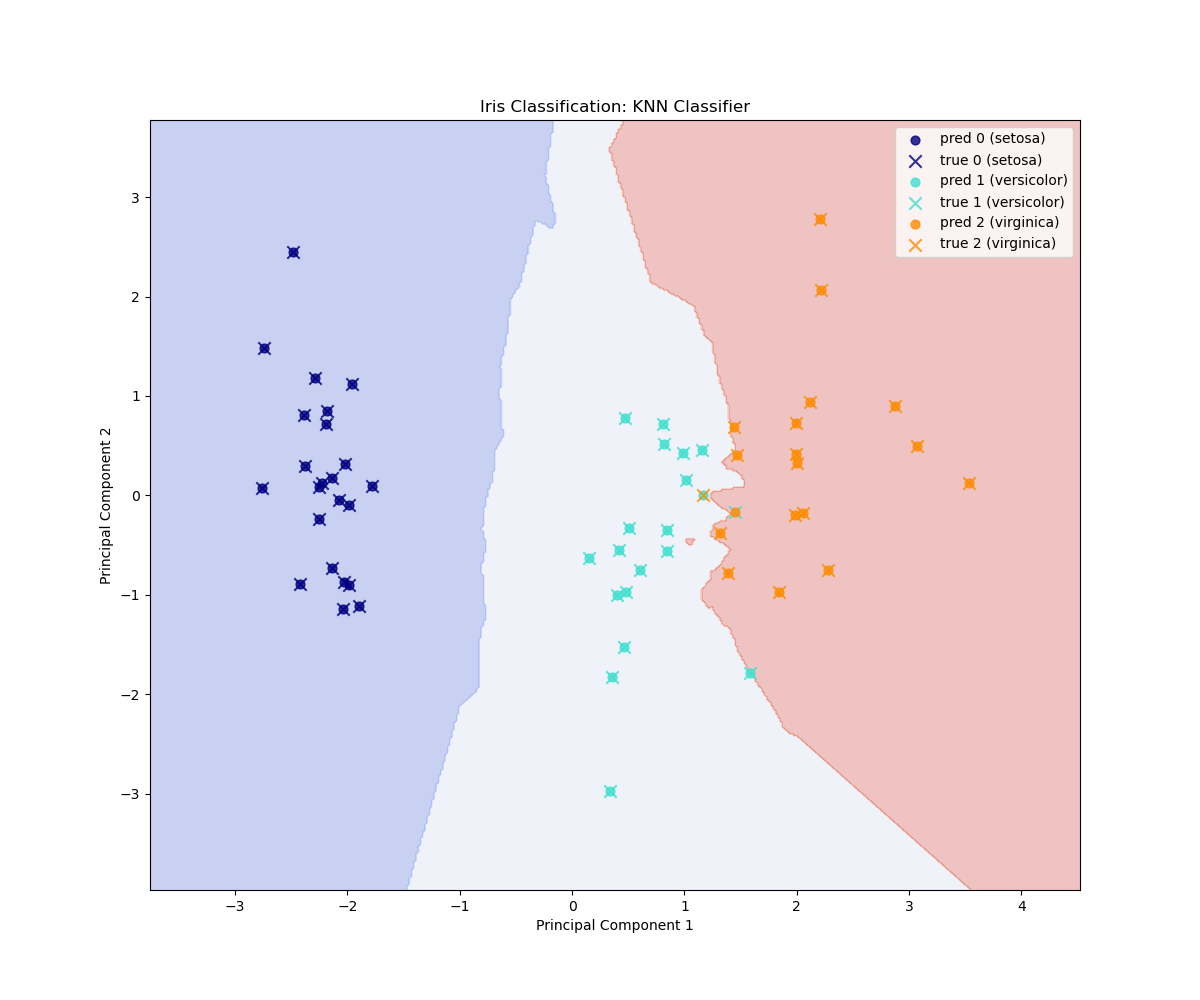 Iris Classification: KNN Classifier
pred 0 (setosa)
true 0 (setosa)
pred 1 (versicolor)
true 1 (versicolor)
pred 2 (virginica)
true 2 (virginica)
3
2
1
0
−1
−2
−3
Principal Component 2
−3
−2
−1
0
1
2
3
4
Principal Component 1